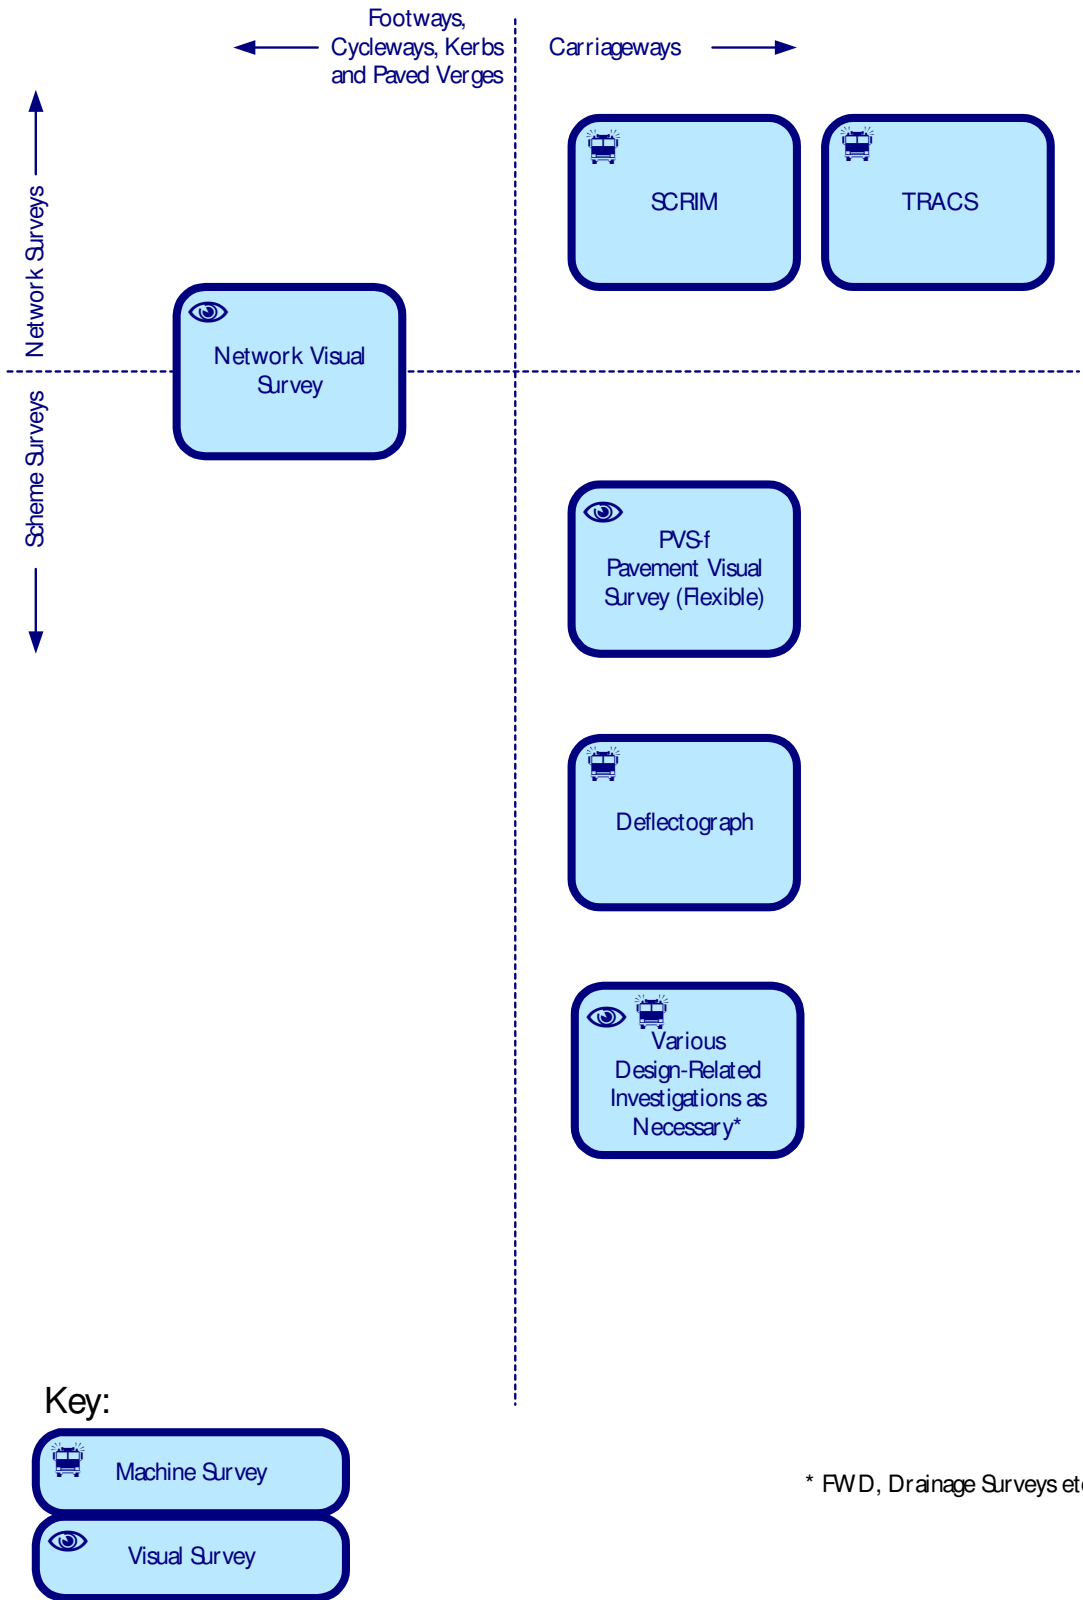 Footways,
Cycleways, Kerbs
and Paved Verges
Carriageways
Network Surveys
SCRIM
TRACS
Network Visual
Survey
Scheme Surveys
PVS-f
Pavement Visual
Survey (Flexible)
Deflectograph
Various
Design-Related
Investigations as
Necessary*
Key:
Machine Survey
* FWD, Drainage Surveys etc
Visual Survey